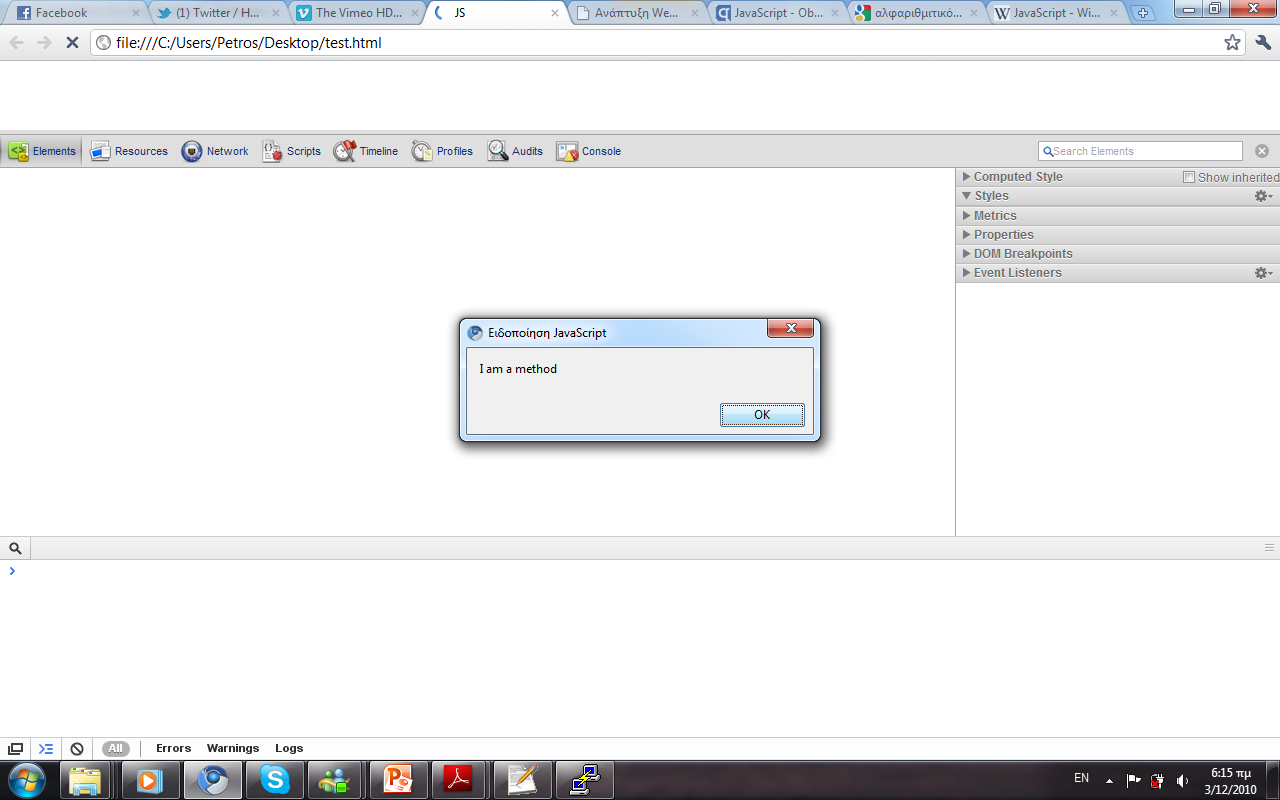 Facebook
(1) Twitter / H...
The Vimeo HD...
JS
Ανάπτυξη We...
JavaScript - Ob...
αλφαριθμιτικό...
JavaScript - Wi...
file:///C:/Users/Petros/Desktop/test.html
Elements
Resources
Network
Scripts
Timeline
Profiles
Audits
Console
Search Elements
Computed Style
Show inherited
Styles
Metrics
Properties
DOM Breakpoints
Event Listeners
Ειδοποίηση JavaScript
I am a method
OK
All
Errors
Warnings
Logs
EN
6:15 πμ
3/12/2010